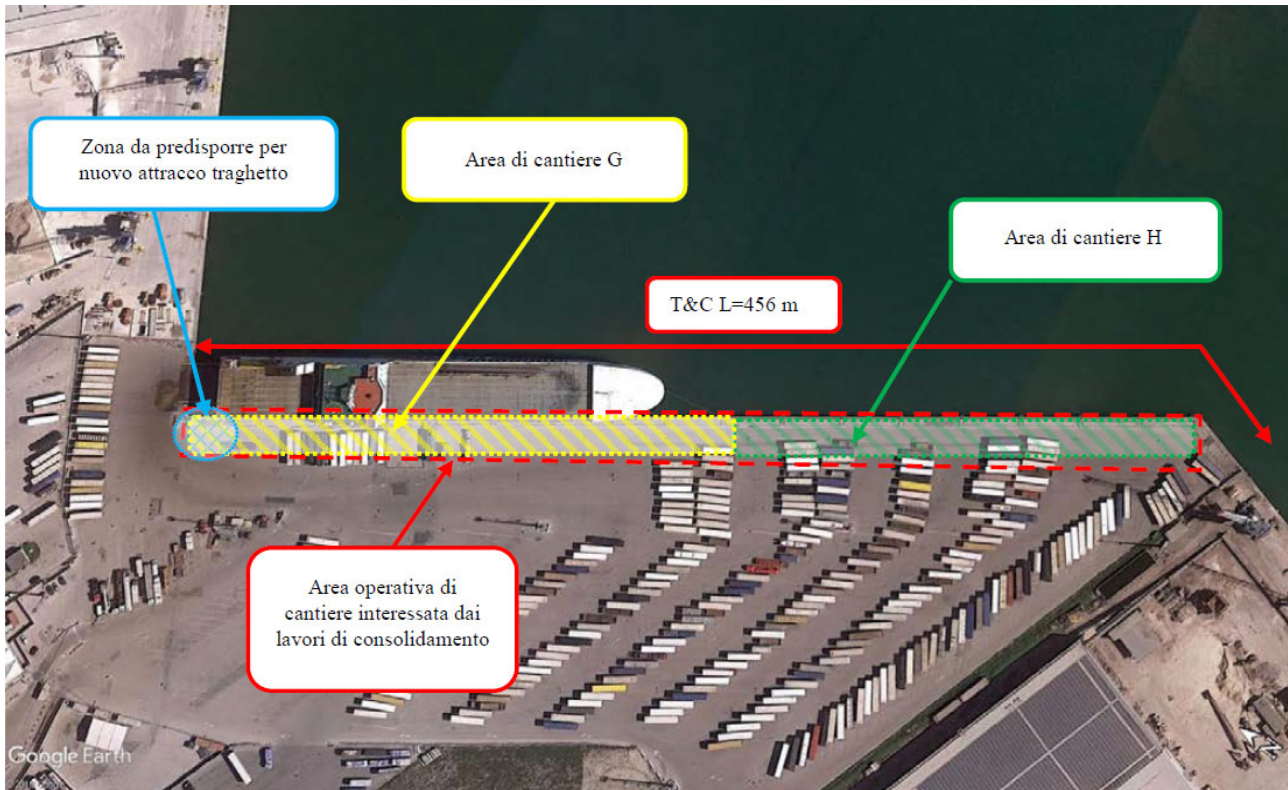 Zona da predisporre per
nuovo attracco traghetto
Area di cantiere G
Area di cantiere H
T&C L=456 m
Area operativa di
cantiere interessata dai
lavori di consolidamento
Google Earth